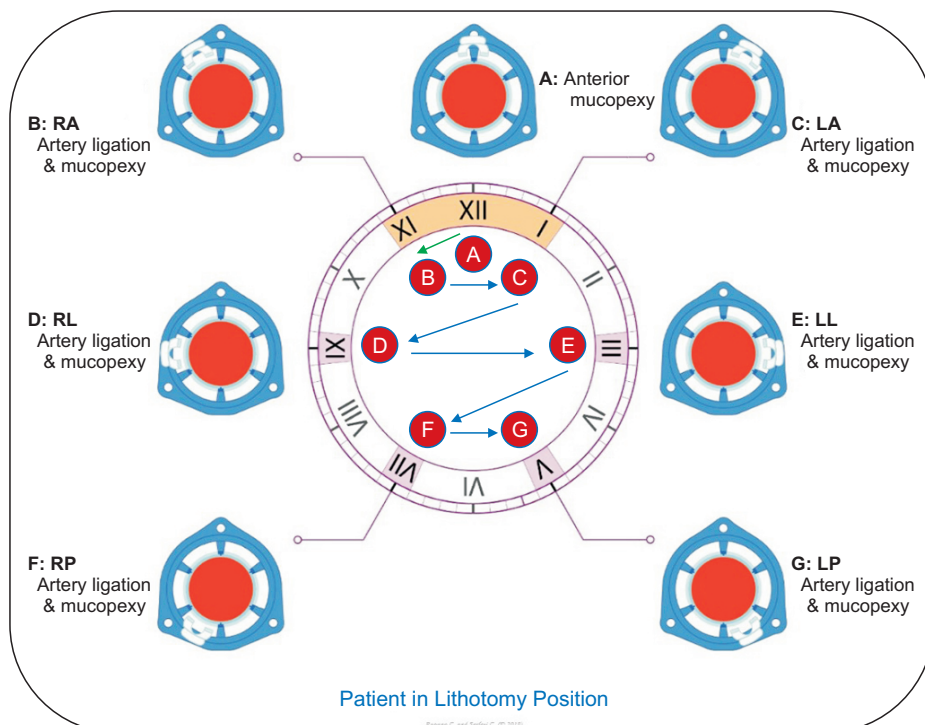 A: Anterior
mucopexy
B: RA
Artery ligation
& mucopexy
C: LA
Artery ligation
& mucopexy
XII
XI
I
A
X
B
C
II
D: RL
Artery ligation
& mucopexy
IX
D
E
III
E: LL
Artery ligation
& mucopexy
VIII
F
G
IV
VII
VI
V
F: RP
Artery ligation
& mucopexy
G: LP
Artery ligation
& mucopexy
Patient in Lithotomy Position